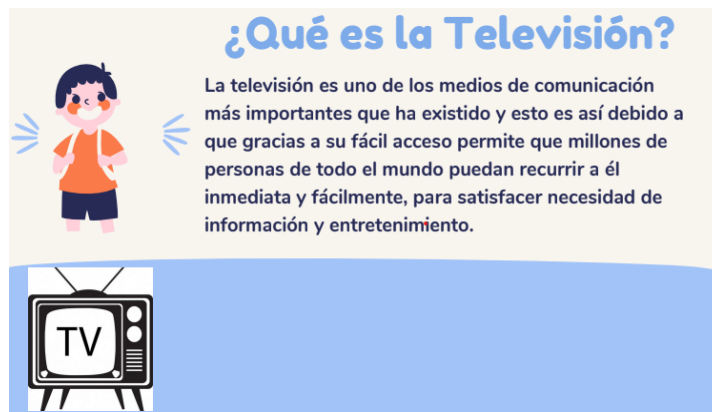 ¿Qué es la Televisión?
La televisión es uno de los medios de comunicación
más importantes que ha existido y esto es así debido a
que gracias a su fácil acceso permite que millones de
personas de todo el mundo puedan recurrir a él
inmediata y fácilmente, para satisfacer necesidad de
información y entretenimiento.
TV